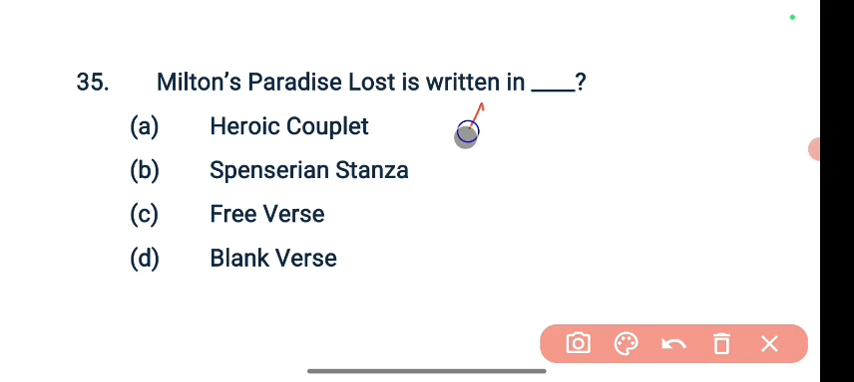 35. Milton's Paradise Lost is written in ____?
(a) Heroic Couplet
(b) Spenserian Stanza
(c) Free Verse
(d) Blank Verse